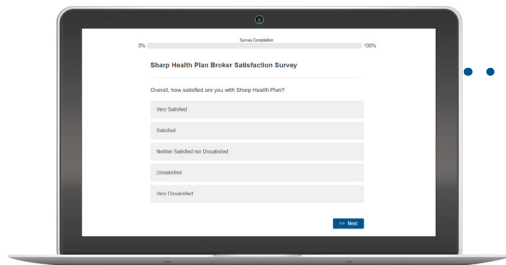 Survey Completion
0% 100%
Sharp Health Plan Broker Satisfaction Survey
Overall, how satisfied are you with Sharp Health Plan?
Very Satisfied
Satisfied
Neither Satisfied nor Dissatisfied
Unsatisfied
Very Dissatisfied
>> Next